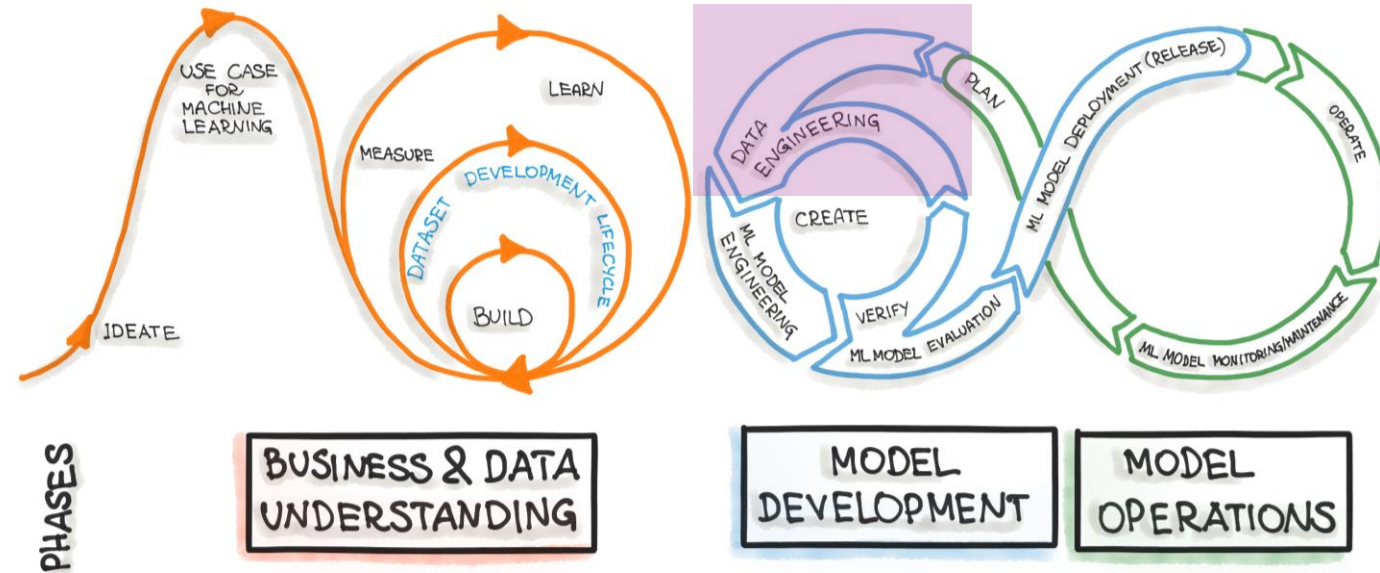 USE CASE
FOR
MACHINE
LEARNING
IDEATE
MEASURE
LEARN
DATASET DEVELOPMENT LIFECYCLE
BUILD
DATA
ENGINEERING
PLAN
CREATE
ML MODEL
ENGINEERING
VERIFY
ML MODEL EVALUATION
ML MODEL DEPLOYMENT (RELEASE)
OPERATE
ML MODEL MONITORING/MAINTENANCE
PHASES
BUSINESS & DATA
UNDERSTANDING
MODEL
DEVELOPMENT
MODEL
OPERATIONS